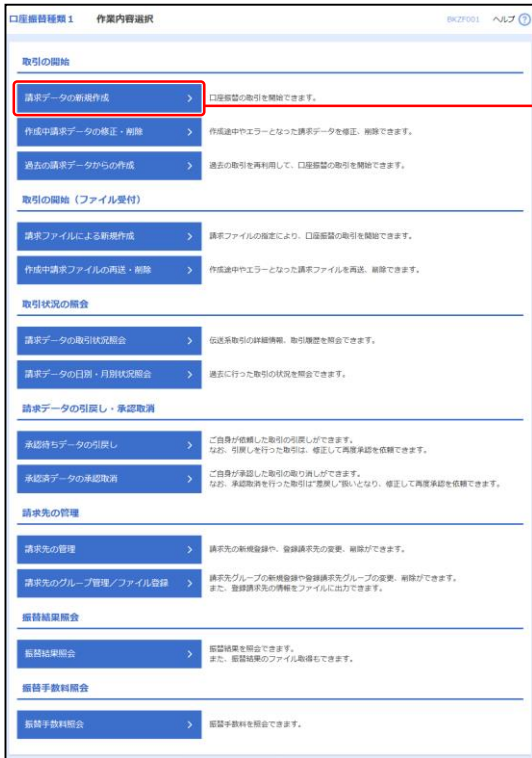 口座振替種類1 作業内容選択 BKZF001 ヘルプ ?
取引の開始
請求データの新規作成 口座振替の取引を開始できます。
作成中請求データの修正・削除 作成途中やエラーとなった請求データを修正、削除できます。
過去の請求データからの作成 過去の取引を再利用して、口座振替の取引を開始できます。
取引の開始（ファイル受付）
請求ファイルによる新規作成 請求ファイルの指定により、口座振替の取引を開始できます。
作成中請求ファイルの再送・削除 作成途中やエラーとなった請求ファイルを再送、削除できます。
取引状況の照会
請求データの取引状況照会 伝送系取引の詳細情報、取引履歴を照会できます。
請求データの日別・月別状況照会 過去に行った取引の状況を照会できます。
請求データの引戻し・承認取消
承認待ちデータの引戻し ご自身が依頼した取引の引戻しができます。
なお、引戻しを行った取引は、修正して再度承認を依頼できます。
承認済データの承認取消 ご自身が承認した取引の取り消しができます。
なお、承認取消を行った取引は“差戻し”扱いとなり、修正して再度承認を依頼できます。
請求先の管理
請求先の管理 請求先の新規登録や、登録請求先の変更、削除ができます。
請求先のグループ管理／ファイル登録 請求先グループの新規登録や登録請求先グループの変更、削除ができます。
また、登録請求先の情報をファイルに出力できます。
振替結果照会
振替結果照会 振替結果を照会できます。
また、振替結果のファイル取得もできます。
振替手数料照会
振替手数料照会 振替手数料を照会できます。